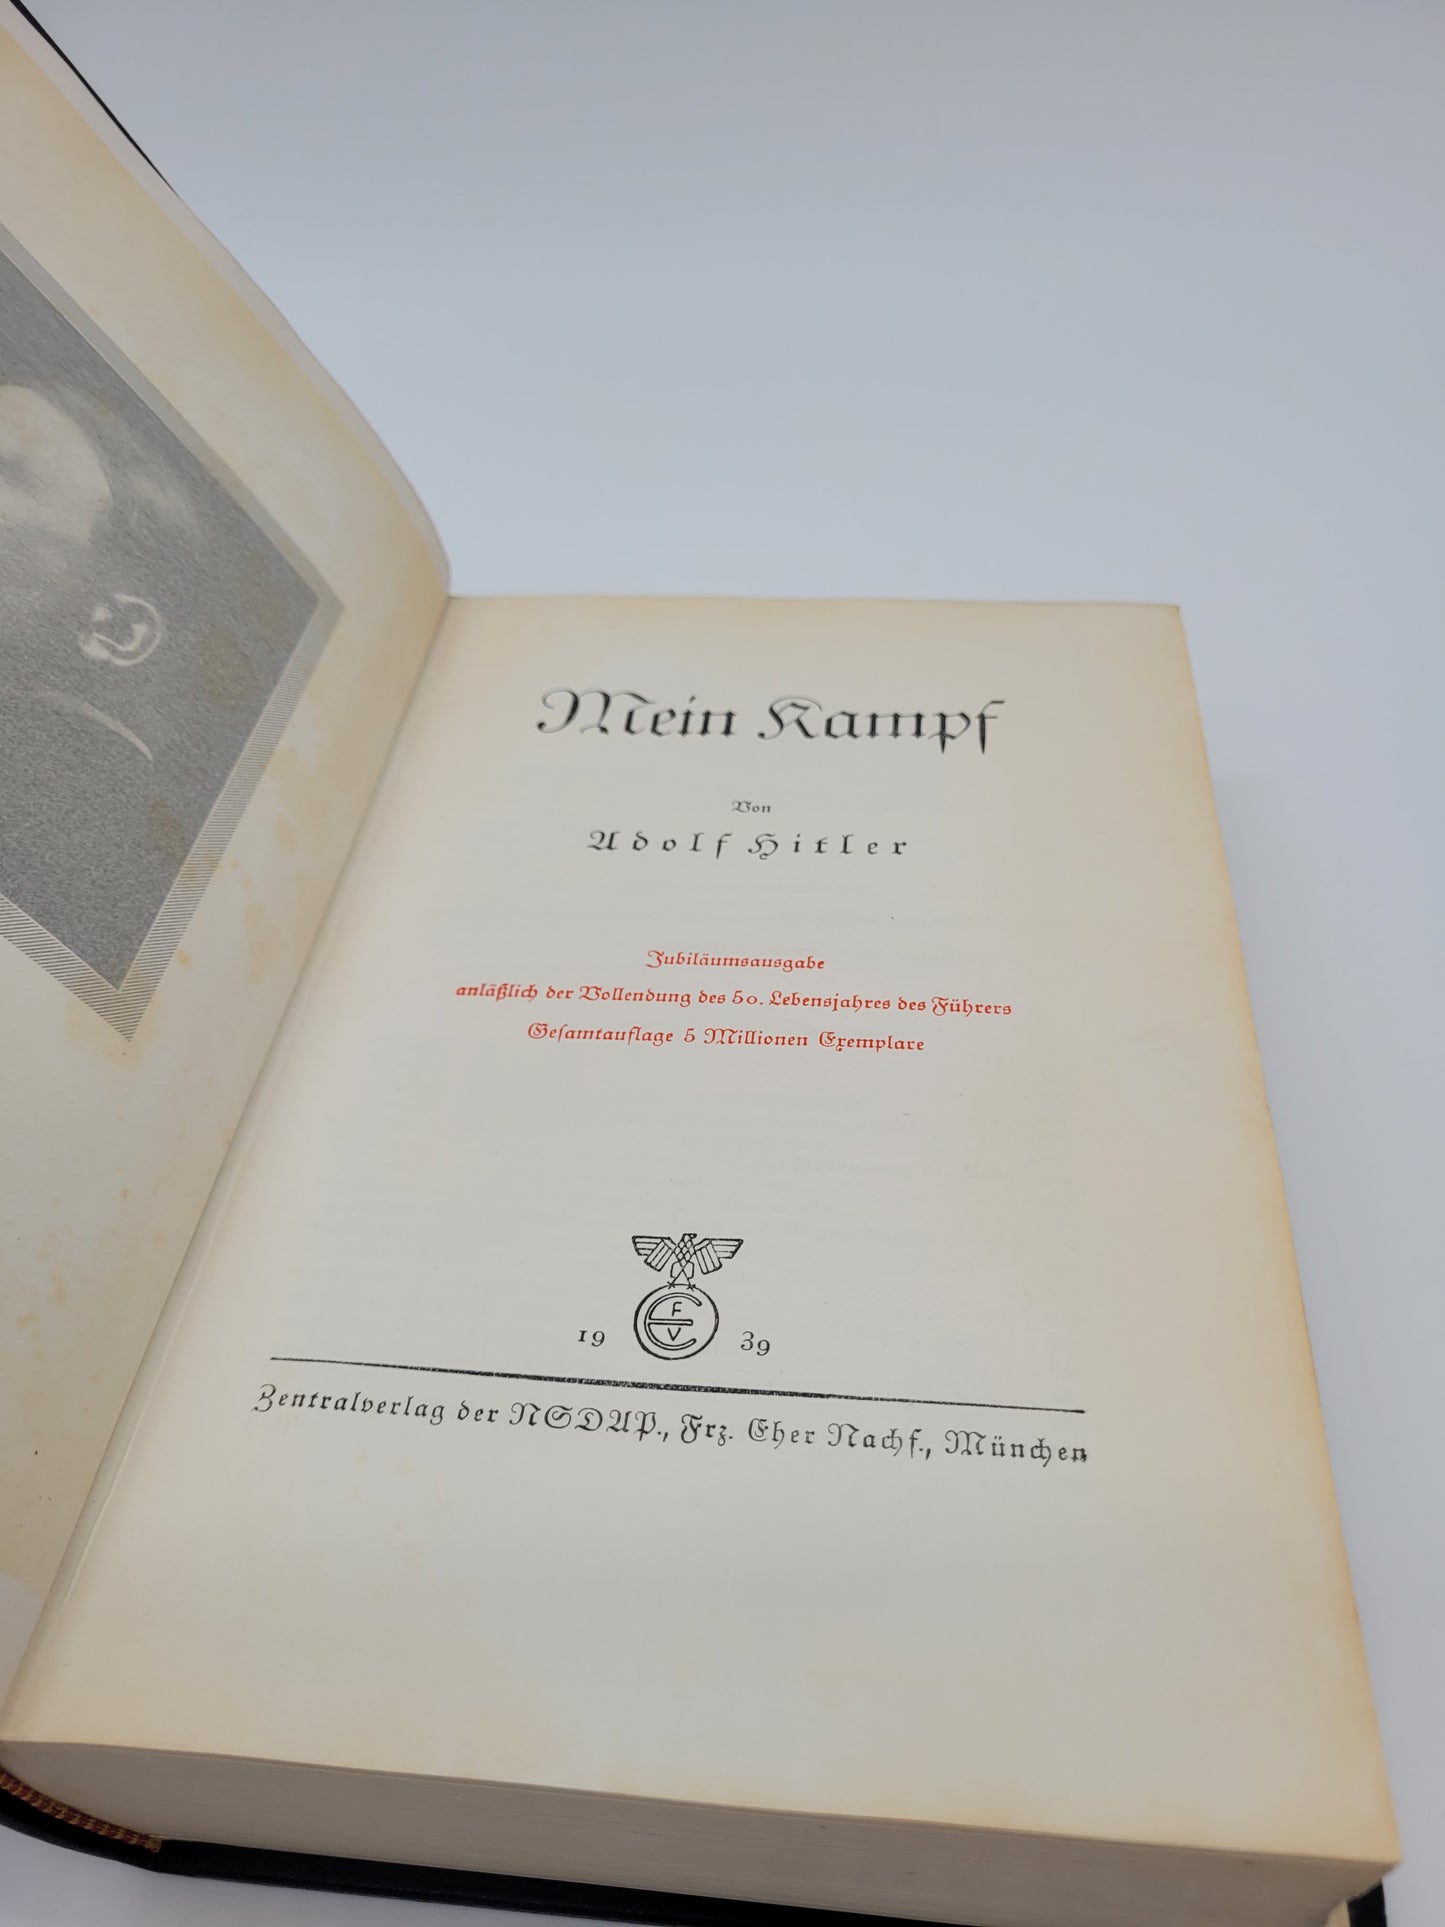 Mein Kampf
Von
Adolf Hitler
Jubiläumsausgabe
anläßlich der Vollendung des 50. Lebensjahres des Führers
Gesamtauflage 5 Millionen Exemplare
F
E
V
19 39
Zentralverlag der NSDAP., Frz. Eher Nachf., München